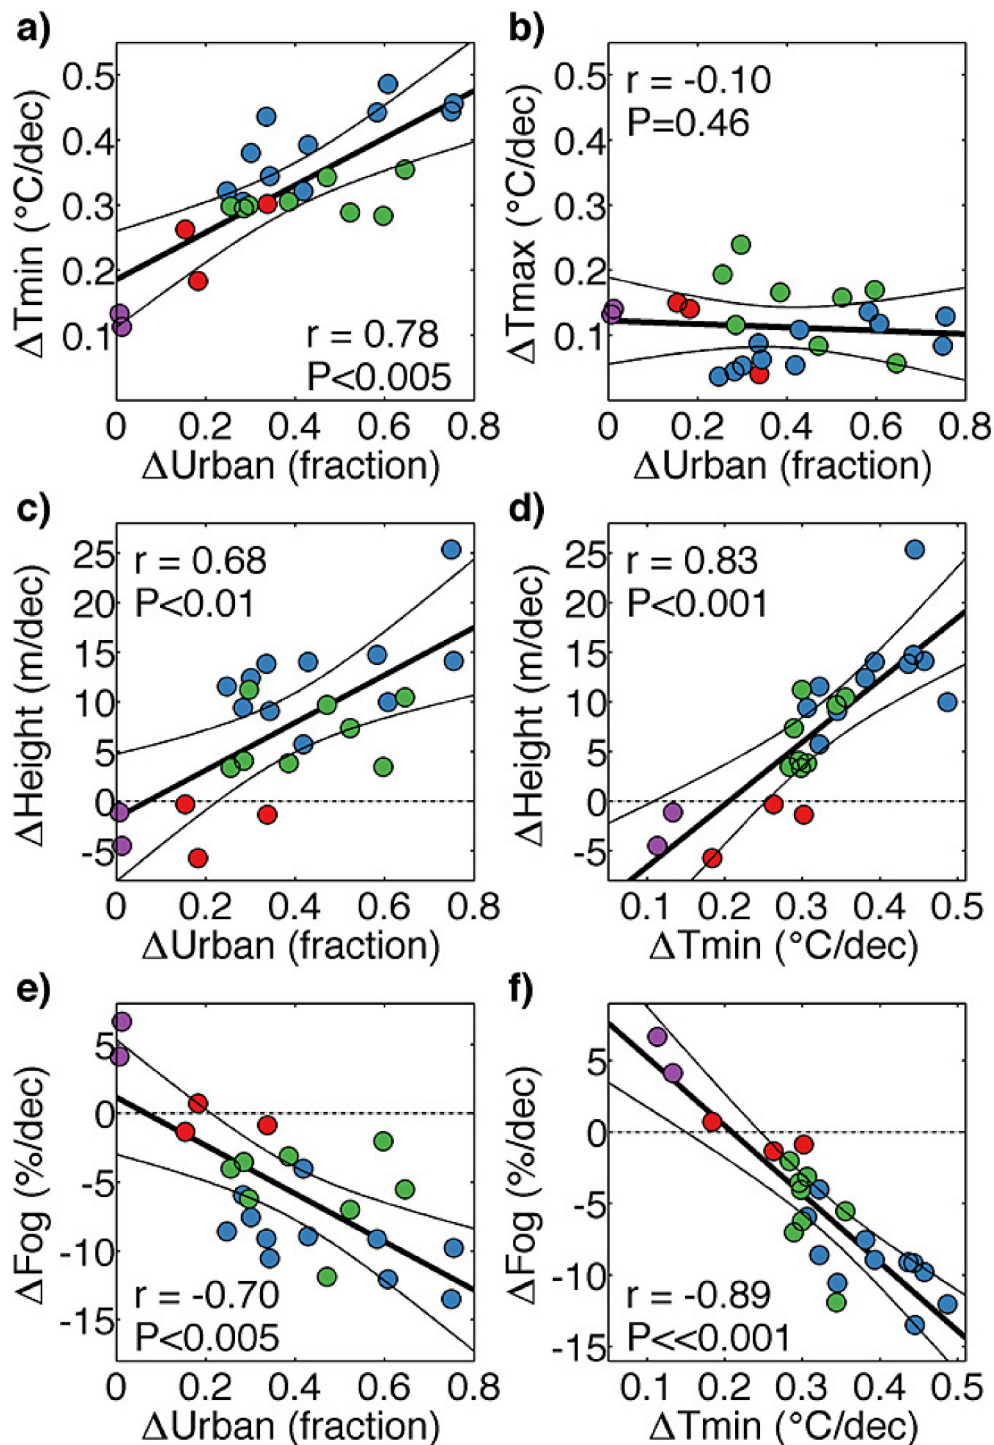 a)
ΔTmin (°C/dec)
0.5
0.4
0.3
0.2
0.1
r = 0.78
P<0.005
0 0.2 0.4 0.6 0.8
ΔUrban (fraction)
b)
ΔTmax (°C/dec)
0.5
0.4
0.3
0.2
0.1
r = -0.10
P=0.46
0 0.2 0.4 0.6 0.8
ΔUrban (fraction)
c)
ΔHeight (m/dec)
25
20
15
10
5
0
-5
r = 0.68
P<0.01
0 0.2 0.4 0.6 0.8
ΔUrban (fraction)
d)
ΔHeight (m/dec)
25
20
15
10
5
0
-5
r = 0.83
P<0.001
0.1 0.2 0.3 0.4 0.5
ΔTmin (°C/dec)
e)
ΔFog (%/dec)
5
0
-5
-10
-15
r = -0.70
P<0.005
0 0.2 0.4 0.6 0.8
ΔUrban (fraction)
f)
ΔFog (%/dec)
5
0
-5
-10
-15
r = -0.89
P<<0.001
0.1 0.2 0.3 0.4 0.5
ΔTmin (°C/dec)